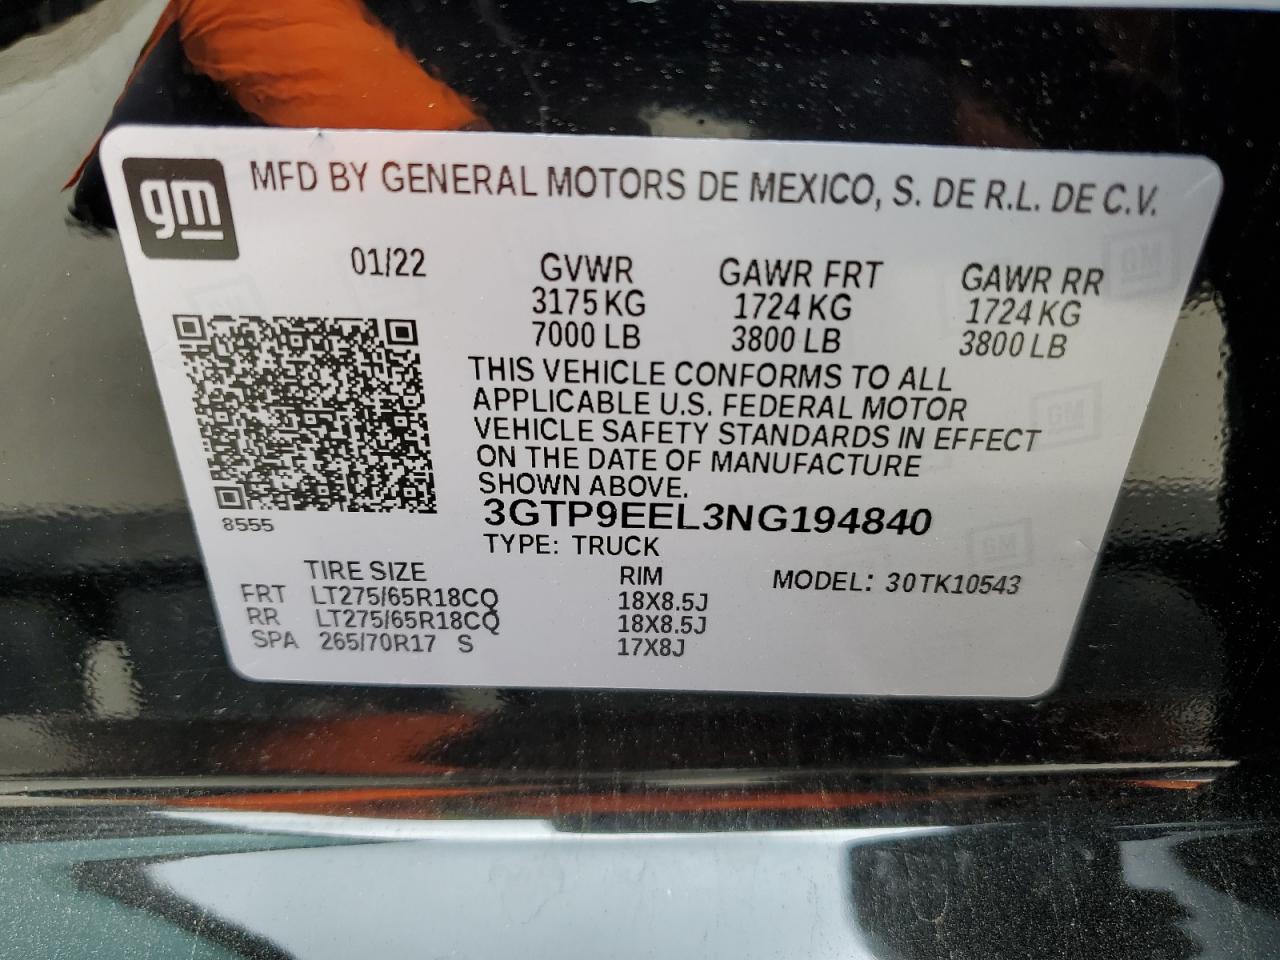 gm
MFD BY GENERAL MOTORS DE MEXICO, S. DE R.L. DE C.V.
01/22
GVWR GAWR FRT GAWR RR
3175 KG 1724 KG 1724 KG
7000 LB 3800 LB 3800 LB
THIS VEHICLE CONFORMS TO ALL
APPLICABLE U.S. FEDERAL MOTOR
VEHICLE SAFETY STANDARDS IN EFFECT
ON THE DATE OF MANUFACTURE
SHOWN ABOVE.
8555
3GTP9EEL3NG194840
TYPE: TRUCK
TIRE SIZE RIM MODEL: 30TK10543
FRT LT275/65R18CQ 18X8.5J
RR LT275/65R18CQ 18X8.5J
SPA 265/70R17 S 17X8J
GM
GM
GM